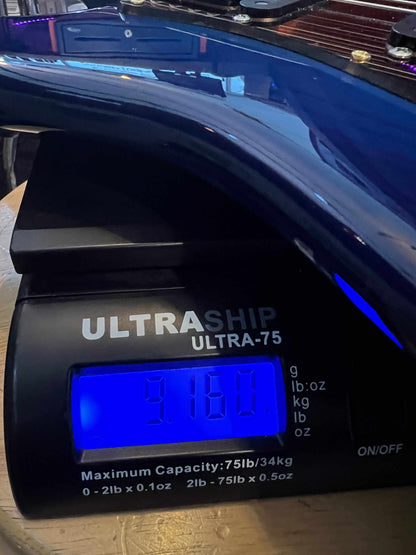 ULTRASHIP
ULTRA-75
9.160
g
lb:oz
kg
lb
oz
ON/OFF
Maximum Capacity:75lb/34kg
0 - 2lb x 0.1oz 2lb - 75lb x 0.5oz